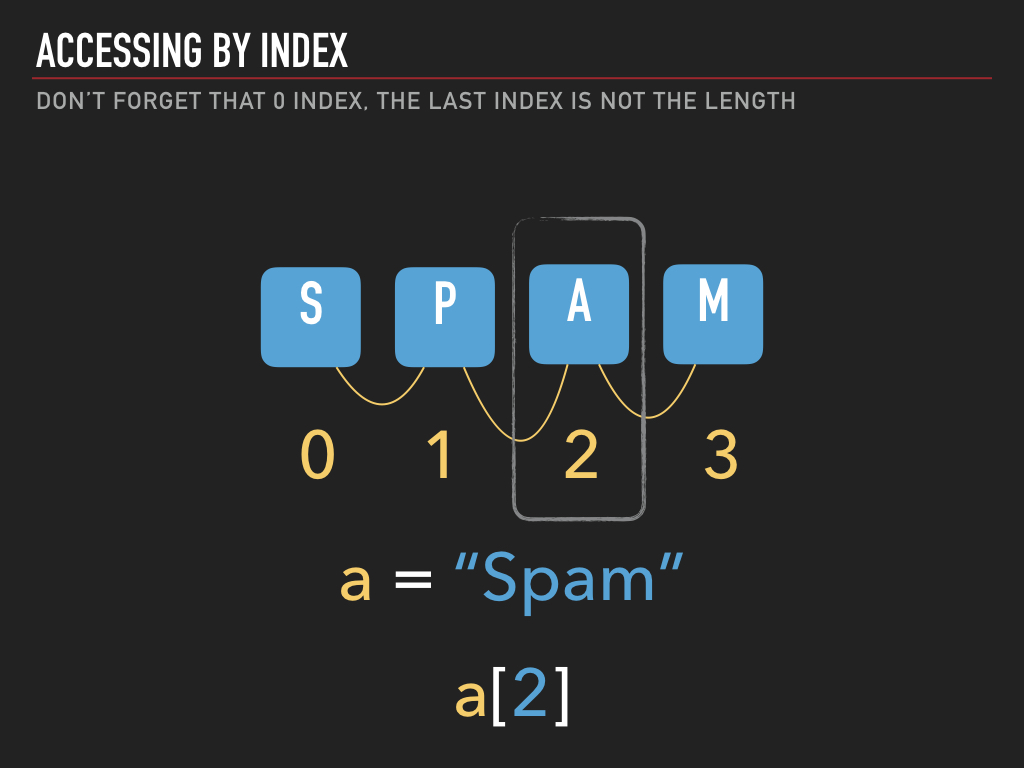 ACCESSING BY INDEX
DON’T FORGET THAT 0 INDEX, THE LAST INDEX IS NOT THE LENGTH
S P A M
0 1 2 3
a = “Spam”
a[2]